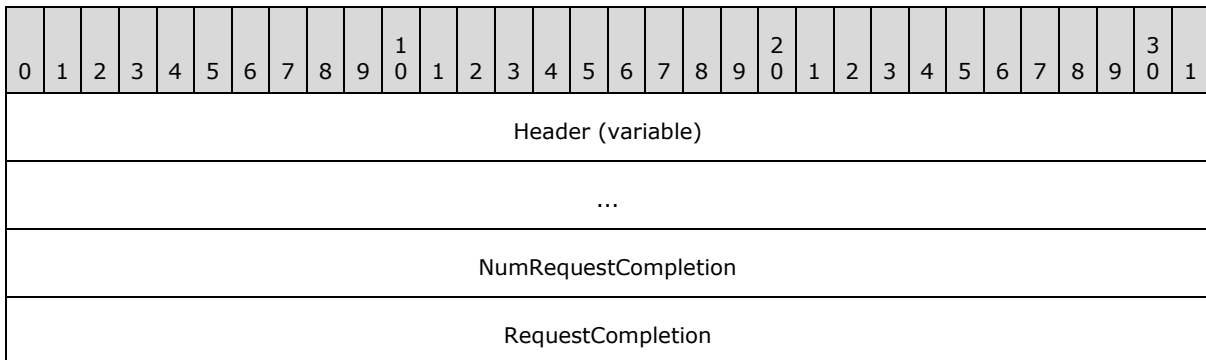 0 1 2 3 4 5 6 7 8 9 1 0 1 2 3 4 5 6 7 8 9 2 0 1 2 3 4 5 6 7 8 9 3 0 1
Header (variable)
...
NumRequestCompletion
RequestCompletion